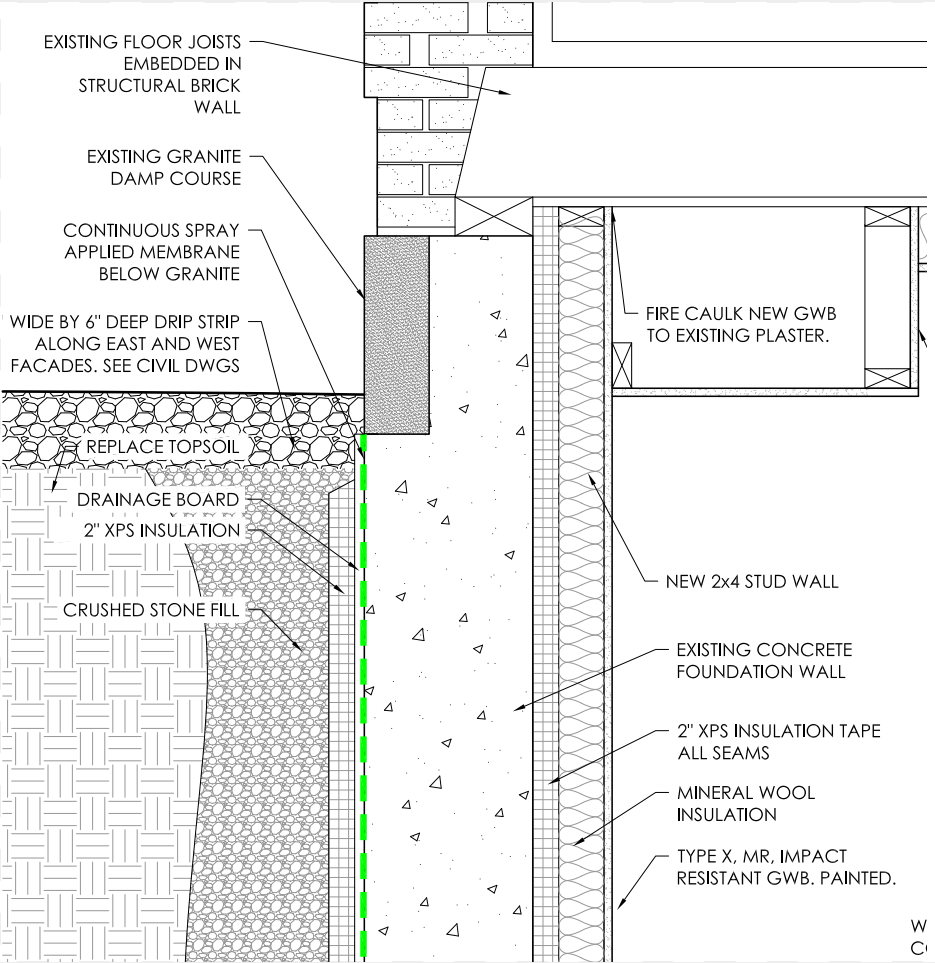 EXISTING FLOOR JOISTS
EMBEDDED IN
STRUCTURAL BRICK
WALL
EXISTING GRANITE
DAMP COURSE
CONTINUOUS SPRAY
APPLIED MEMBRANE
BELOW GRANITE
WIDE BY 6" DEEP DRIP STRIP
ALONG EAST AND WEST
FACADES. SEE CIVIL DWGS
REPLACE TOPSOIL
DRAINAGE BOARD
2" XPS INSULATION
CRUSHED STONE FILL
FIRE CAULK NEW GWB
TO EXISTING PLASTER.
NEW 2x4 STUD WALL
EXISTING CONCRETE
FOUNDATION WALL
2" XPS INSULATION TAPE
ALL SEAMS
MINERAL WOOL
INSULATION
TYPE X, MR, IMPACT
RESISTANT GWB. PAINTED.